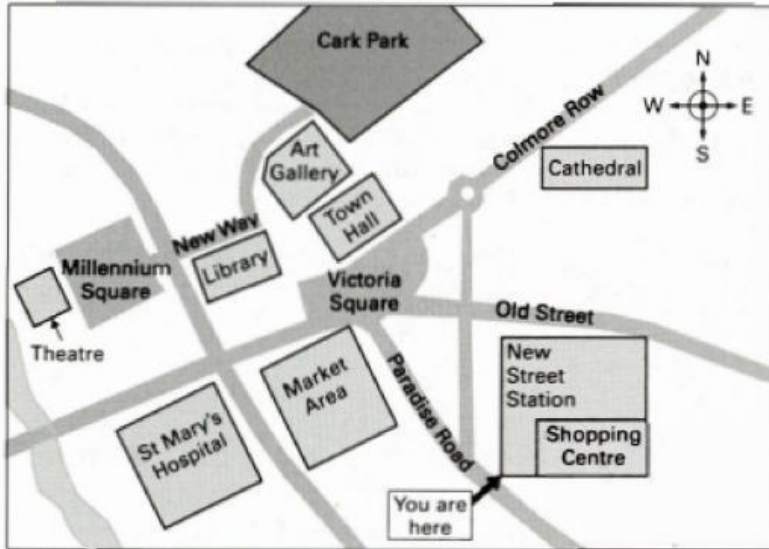 Cark Park
Colmore Row
N
W
E
S
Cathedral
Art
Gallery
Town
Hall
New Way
Library
Millennium
Square
Theatre
Victoria
Square
Old Street
New
Street
Station
Shopping
Centre
Market
Area
Paradise Road
St Mary's
Hospital
You are
here